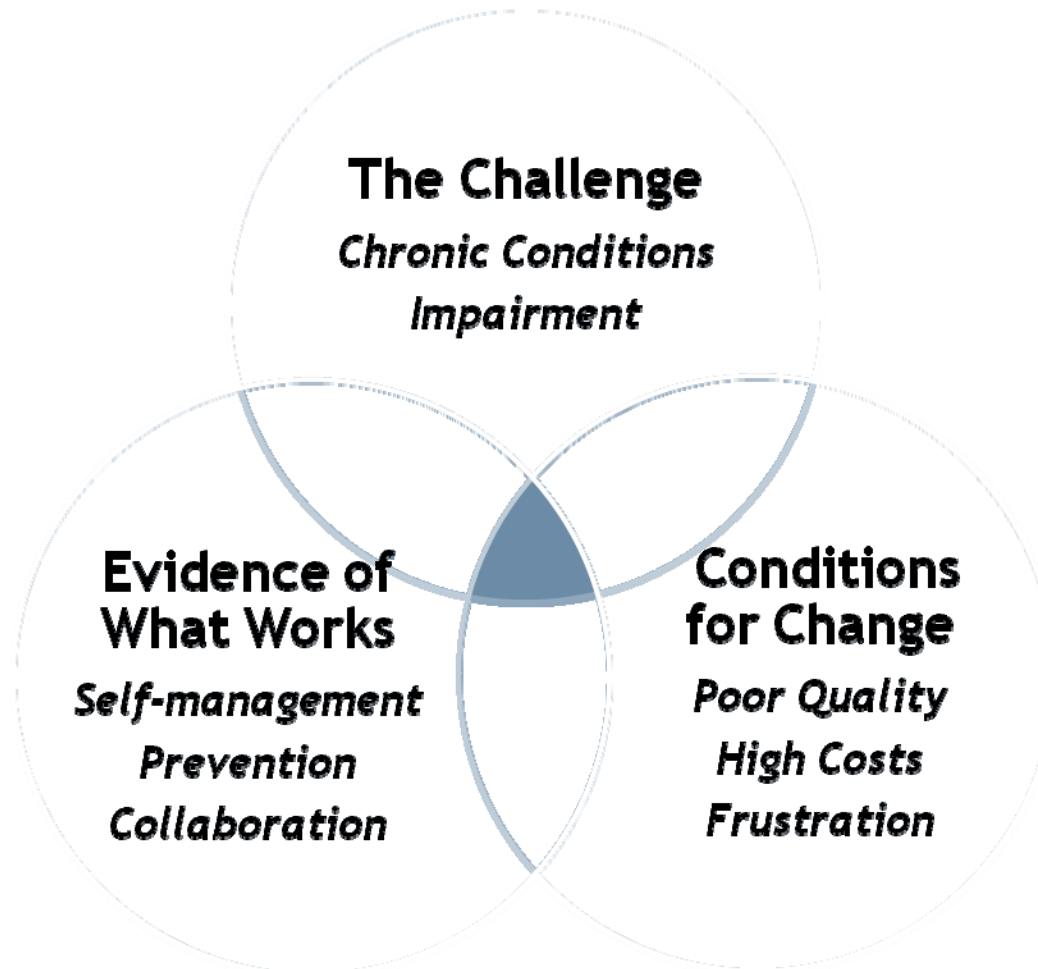 The Challenge
Chronic Conditions
Impairment
Evidence of
What Works
Self-management
Prevention
Collaboration
Conditions
for Change
Poor Quality
High Costs
Frustration